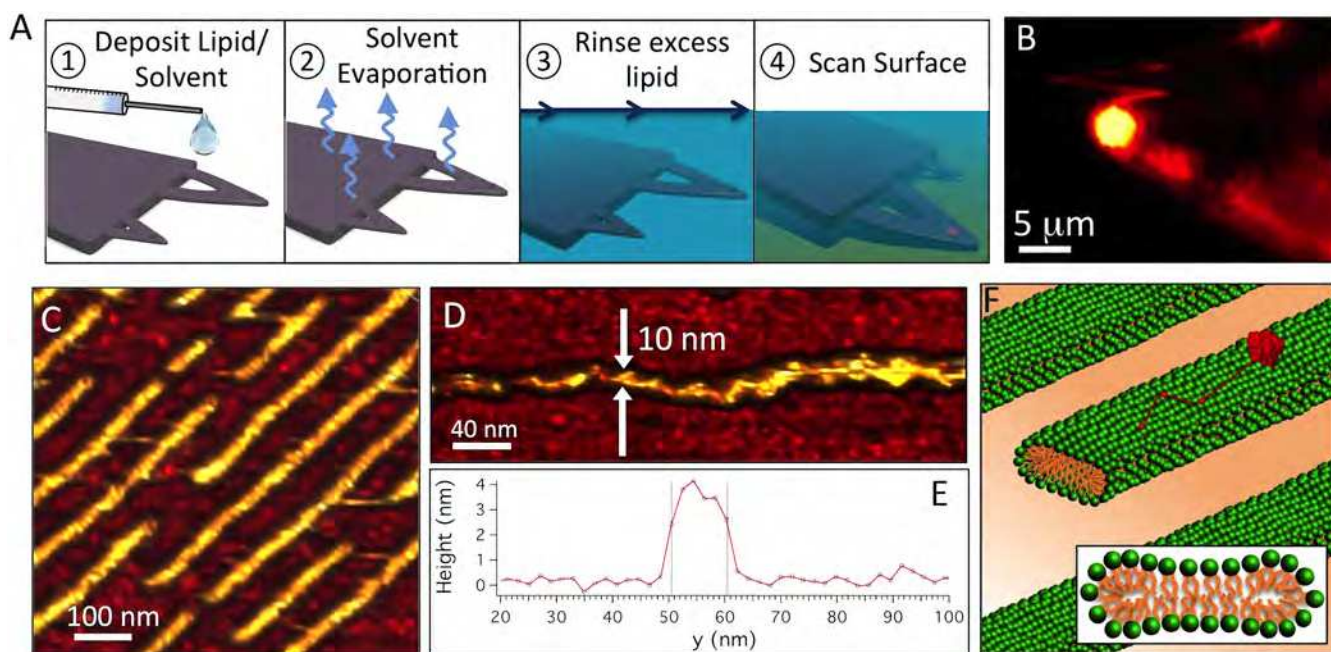 A
① Deposit Lipid/
Solvent
② Solvent
Evaporation
③ Rinse excess
lipid
④ Scan Surface
B
5 μm
C
100 nm
D
10 nm
40 nm
E
Height (nm)
4
3
2
1
0
20 30 40 50 60 70 80 90 100
y (nm)
F